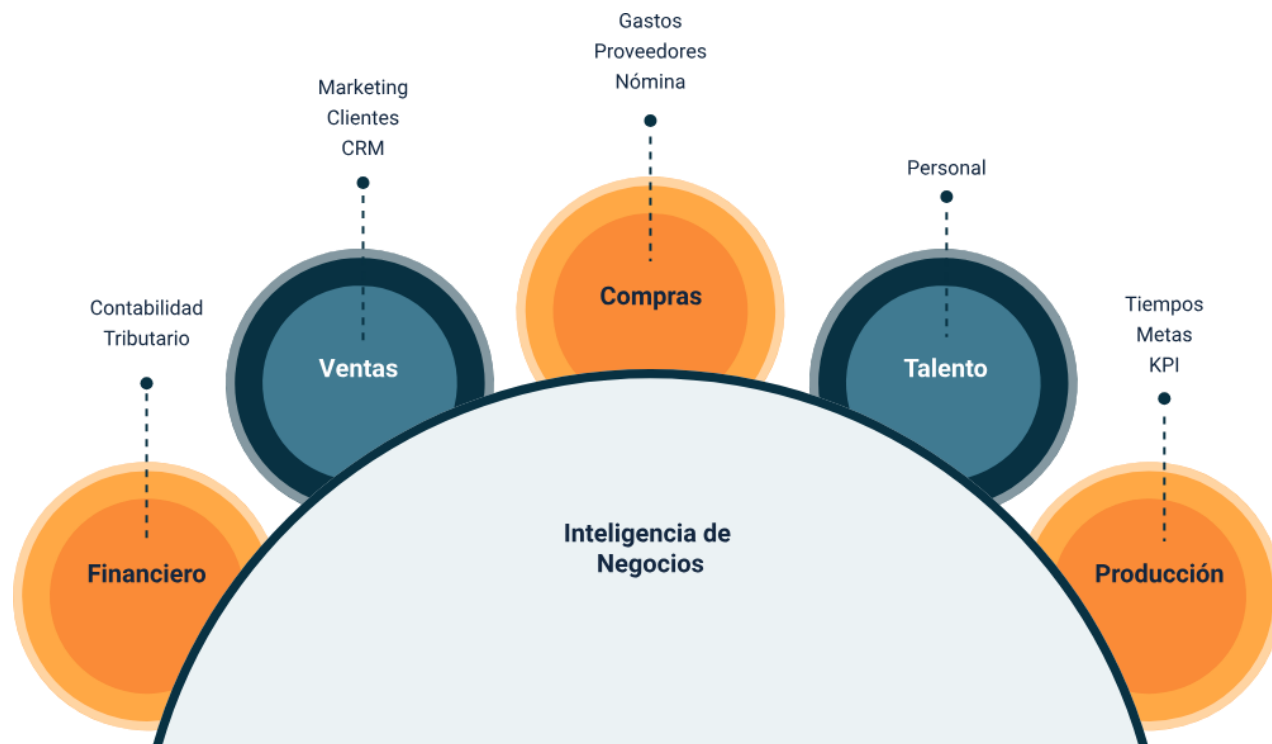 Gastos
Proveedores
Nómina
Marketing
Clientes
CRM
Personal
Contabilidad
Tributario
Tiempos
Metas
KPI
Compras
Ventas
Talento
Financiero
Producción
Inteligencia de
Negocios